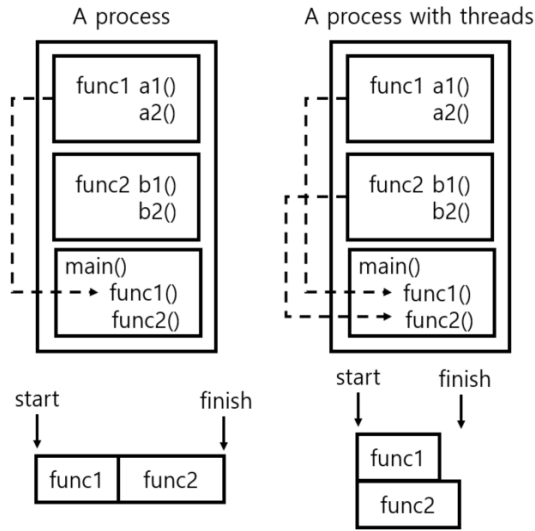 A process
func1 a1()
a2()
func2 b1()
b2()
main()
func1()
func2()
start
finish
func1
func2
A process with threads
func1 a1()
a2()
func2 b1()
b2()
main()
func1()
func2()
start
finish
func1
func2